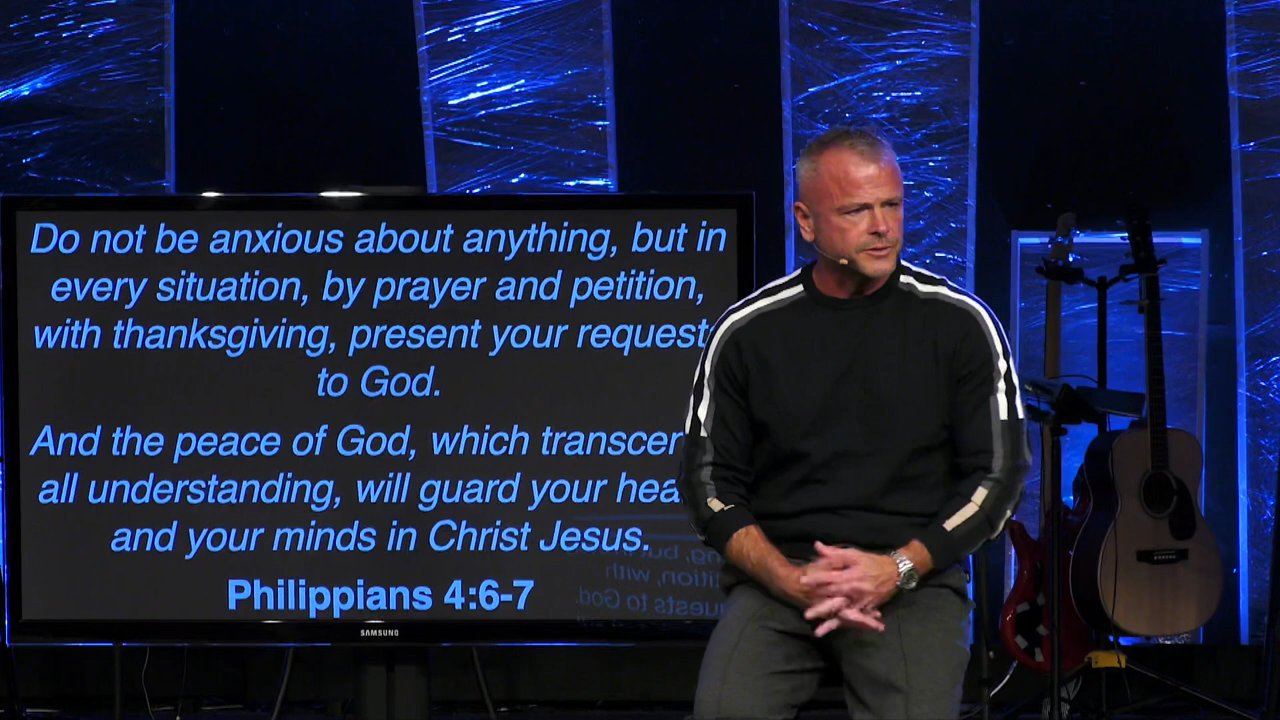 Do not be anxious about anything, but in
every situation, by prayer and petition,
with thanksgiving, present your request
to God.
And the peace of God, which transcen
all understanding, will guard your hea
and your minds in Christ Jesus.
Philippians 4:6-7
SAMSUNG